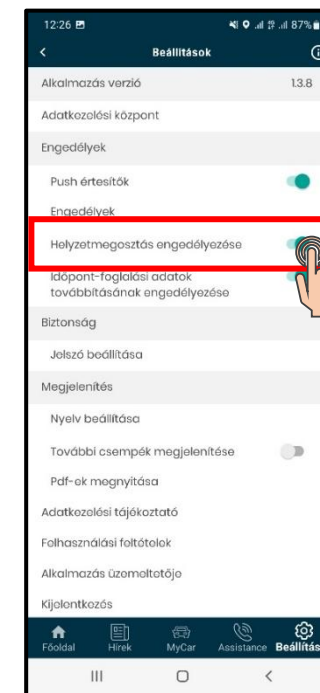 12:26 87%
Beállítások
Alkalmazás verzió 1.3.8
Adatkezelési központ
Engedélyek
Push értesítők
Engedélyek
Helyzetmegosztás engedélyezése
Időpont-foglalási adatok
továbbításának engedélyezése
Biztonság
Jelszó beállítása
Megjelenítés
Nyelv beállítása
További csempék megjelenítése
Pdf-ek megnyitása
Adatkezelési tájékoztató
Felhasználási feltételek
Alkalmazás üzemeltetője
Kijelentkezés
Főoldal Hírek MyCar Assistance Beállítás